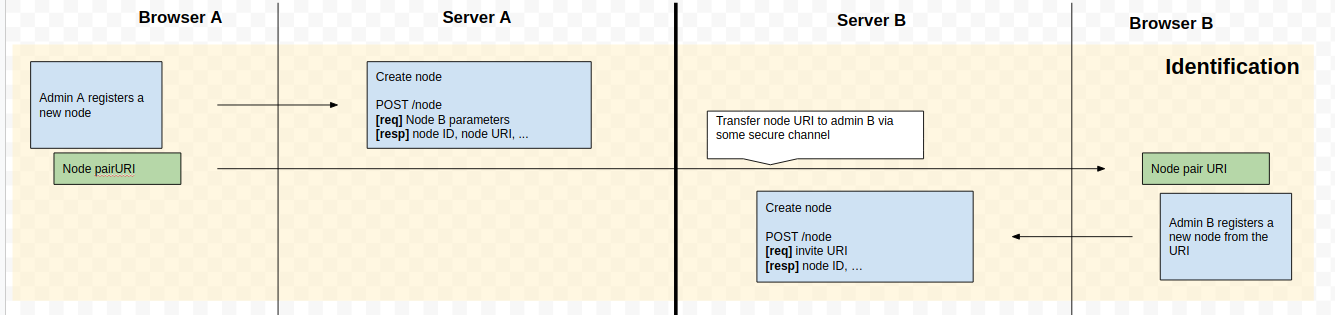 Browser A
Server A
Server B
Browser B
Identification
Admin A registers a
new node
Create node
POST /node
[req] Node B parameters
[resp] node ID, node URI, ...
Transfer node URI to admin B via
some secure channel
Node pairURI
Node pair URI
Create node
POST /node
[req] invite URI
[resp] node ID, …
Admin B registers a
new node from the
URI